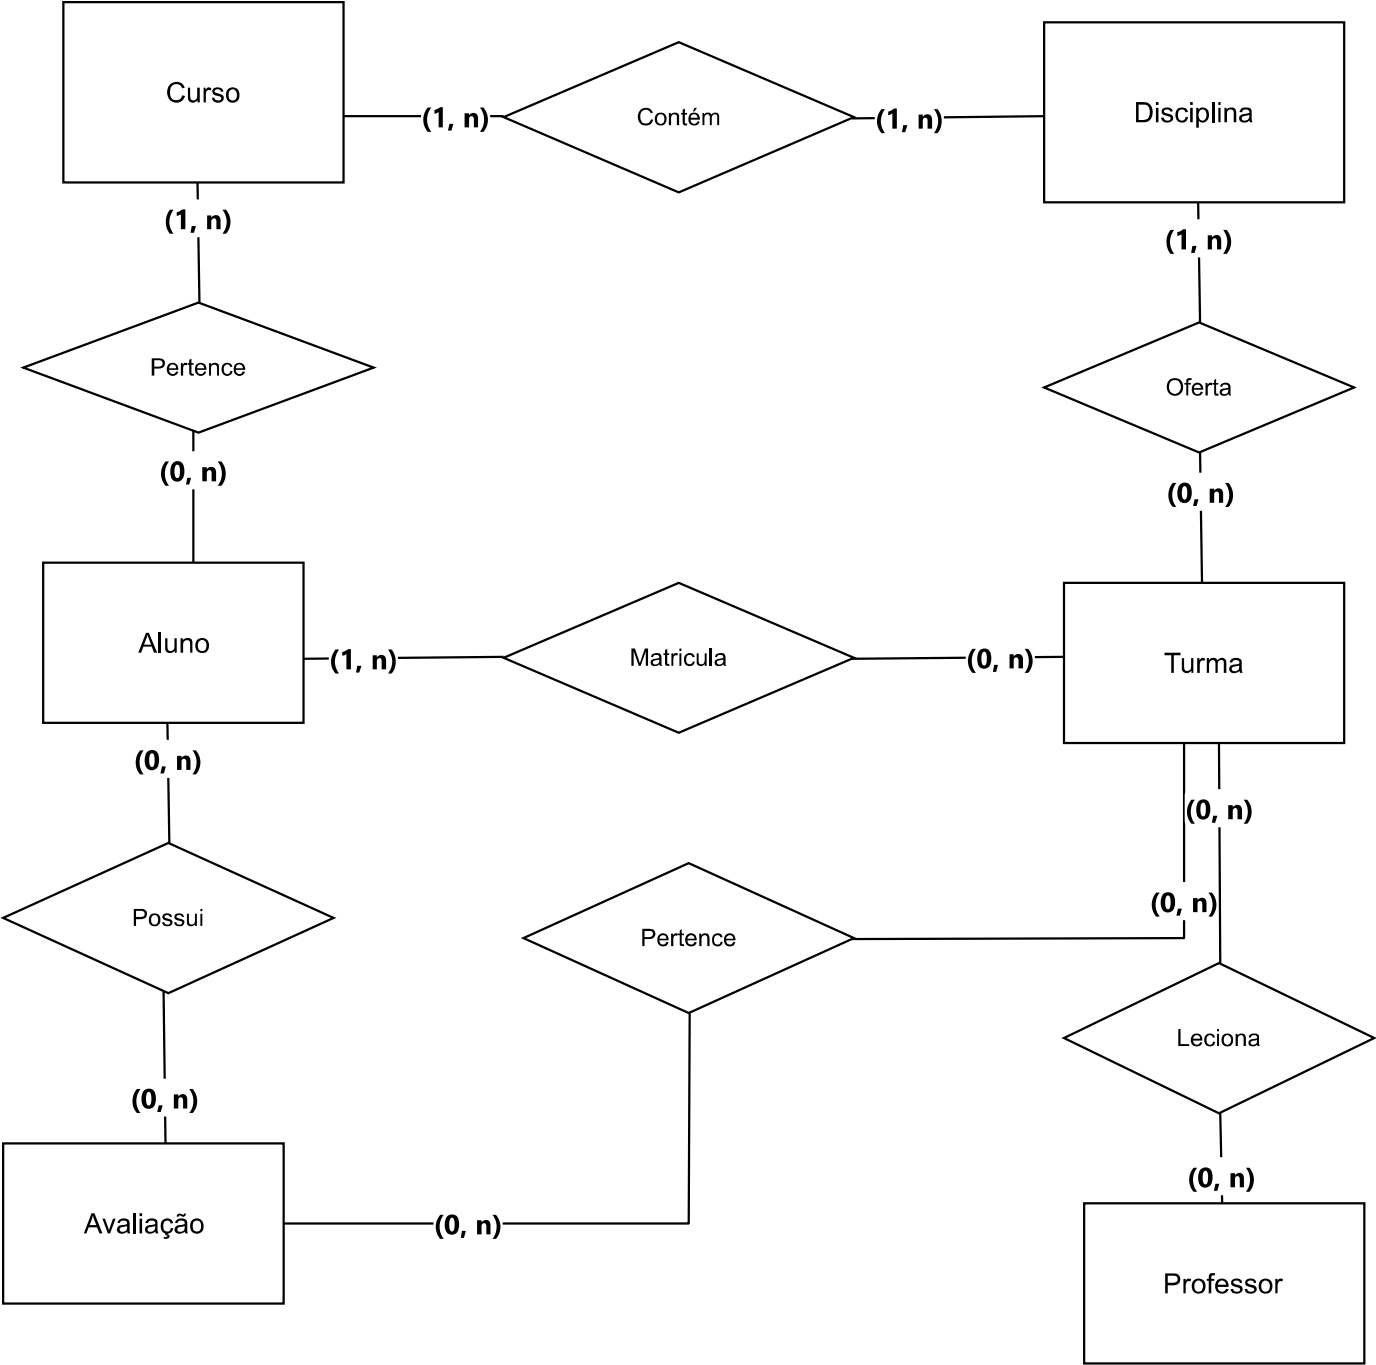 Curso
(1, n)
Contém
(1, n)
Disciplina
(1, n)
(1, n)
Pertence
Oferta
(0, n)
(0, n)
Aluno
(1, n)
Matricula
(0, n)
Turma
(0, n)
(0, n)
(0, n)
Possui
Pertence
Leciona
(0, n)
(0, n)
Avaliação
(0, n)
Professor